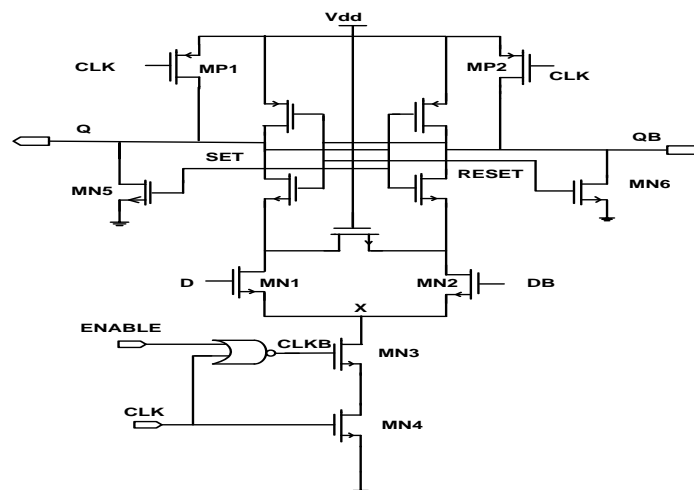 Vdd
CLK
MP1
MP2
CLK
Q
QB
SET
RESET
MN5
MN6
D
MN1
MN2
DB
X
ENABLE
CLKB
MN3
CLK
MN4